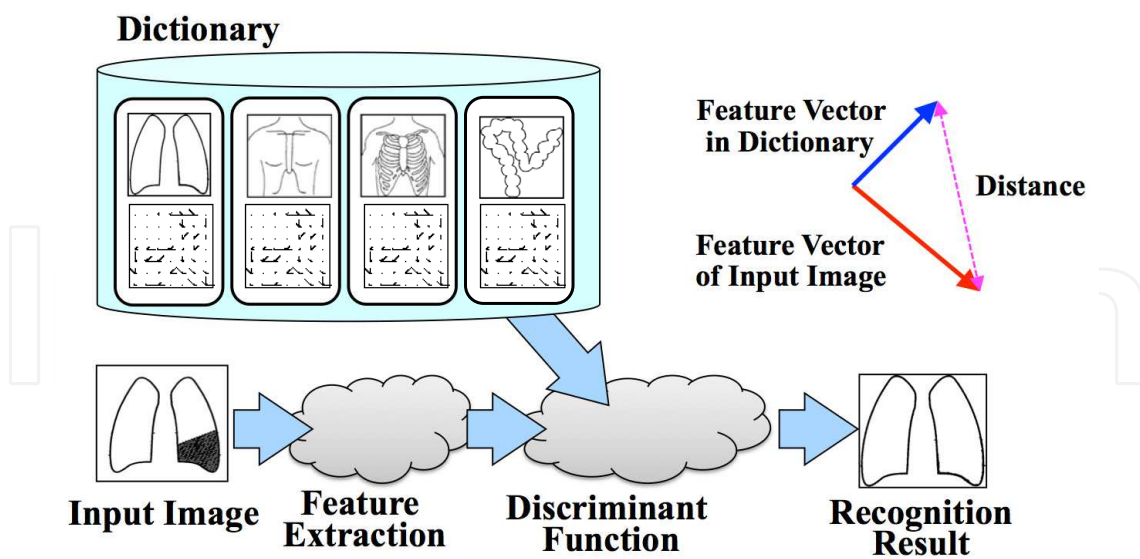 Dictionary
Feature Vector
in Dictionary
Distance
Feature Vector
of Input Image
Input Image
Feature
Extraction
Discriminant
Function
Recognition
Result